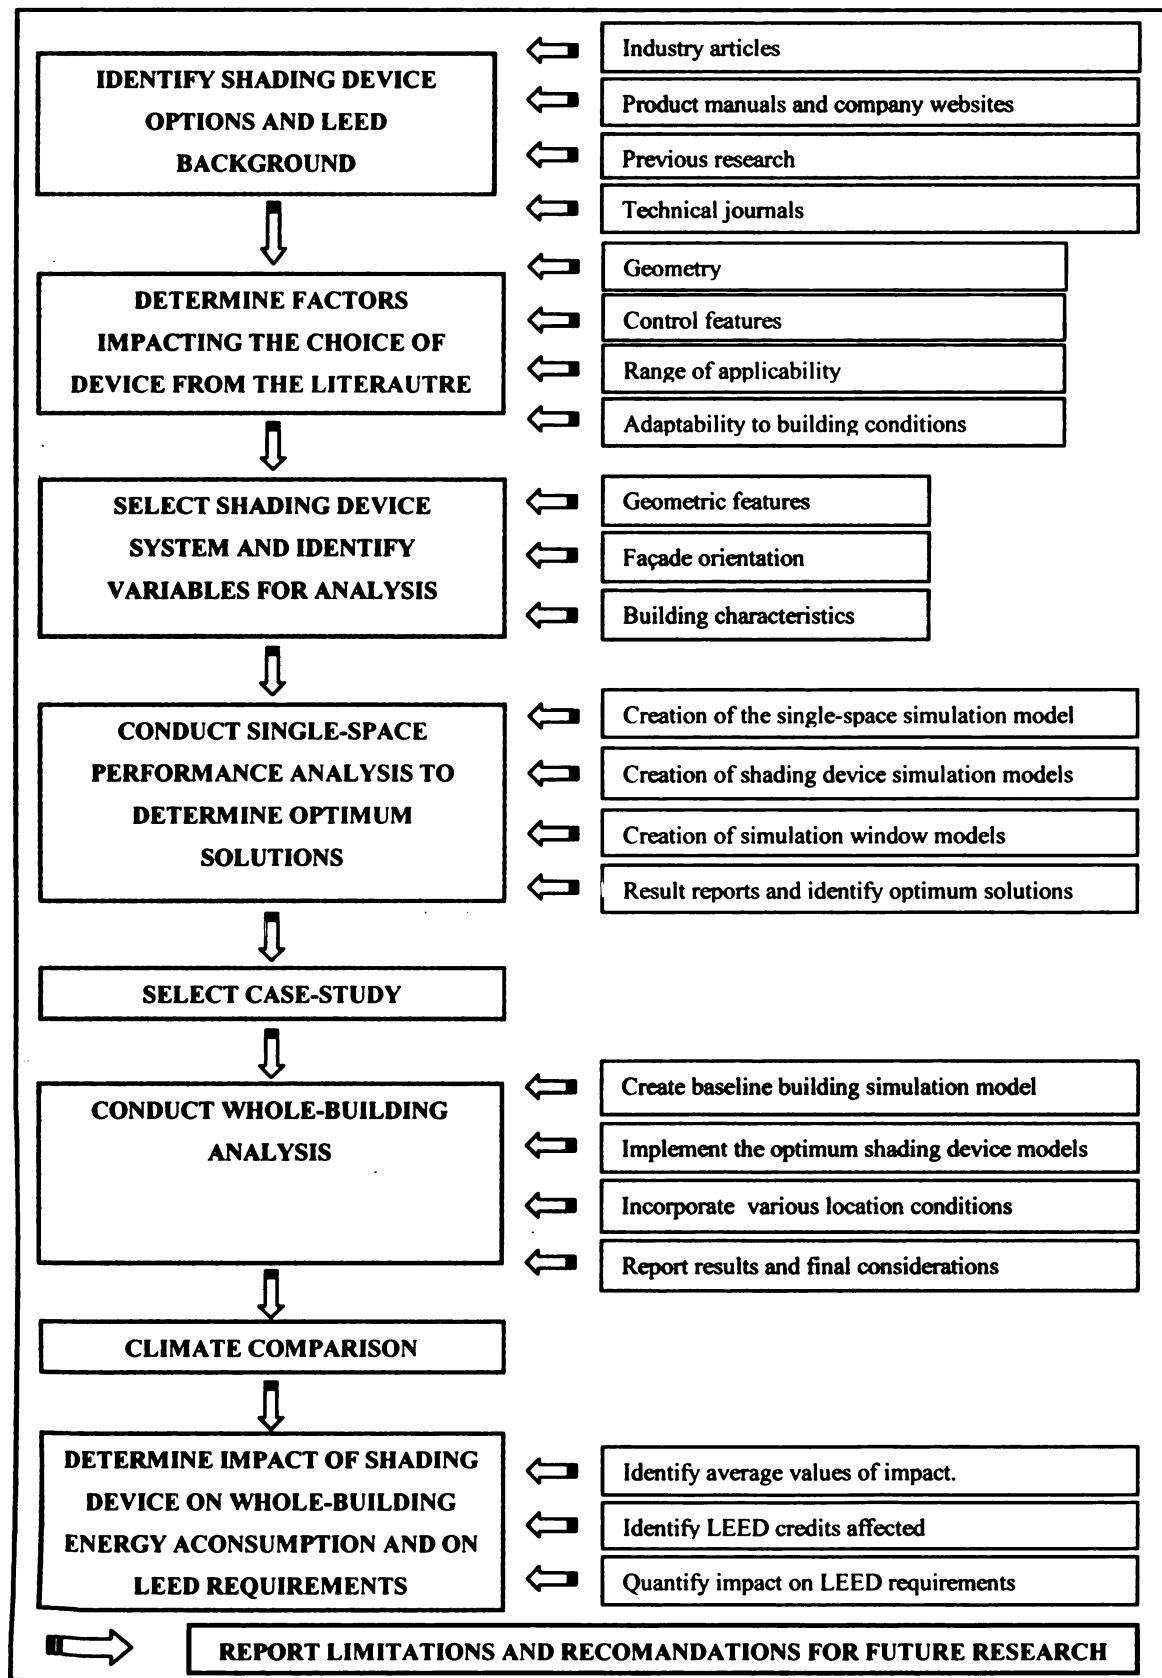 IDENTIFY SHADING DEVICE
OPTIONS AND LEED
BACKGROUND
Industry articles
Product manuals and company websites
Previous research
Technical journals
DETERMINE FACTORS
IMPACTING THE CHOICE OF
DEVICE FROM THE LITERAUTRE
Geometry
Control features
Range of applicability
Adaptability to building conditions
SELECT SHADING DEVICE
SYSTEM AND IDENTIFY
VARIABLES FOR ANALYSIS
Geometric features
Façade orientation
Building characteristics
CONDUCT SINGLE-SPACE
PERFORMANCE ANALYSIS TO
DETERMINE OPTIMUM
SOLUTIONS
Creation of the single-space simulation model
Creation of shading device simulation models
Creation of simulation window models
Result reports and identify optimum solutions
SELECT CASE-STUDY
CONDUCT WHOLE-BUILDING
ANALYSIS
Create baseline building simulation model
Implement the optimum shading device models
Incorporate various location conditions
Report results and final considerations
CLIMATE COMPARISON
DETERMINE IMPACT OF SHADING
DEVICE ON WHOLE-BUILDING
ENERGY ACONSUMPTION AND ON
LEED REQUIREMENTS
Identify average values of impact.
Identify LEED credits affected
Quantify impact on LEED requirements
REPORT LIMITATIONS AND RECOMANDATIONS FOR FUTURE RESEARCH